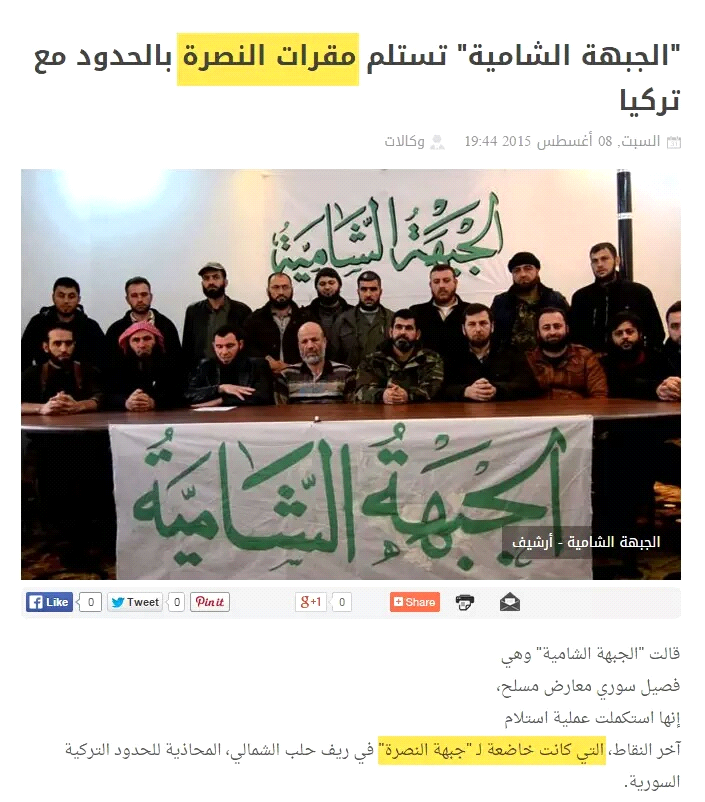 "الجبهة الشامية" تستلم مقرات النصرة بالحدود مع
تركيا
السبت, 08 أغسطس 2015 19:44 وكالات
الجبهة الشامية
الجبهة الشاميّة
الجبهة الشامية - أرشيف
Like 0 Tweet 0 Pin it g+1 0 Share
قالت "الجبهة الشامية" وهي
فصيل سوري معارض مسلح،
إنها استكملت عملية استلام
آخر النقاط، التي كانت خاضعة لـ "جبهة النصرة" في ريف حلب الشمالي، المحاذية للحدود التركية
السورية.